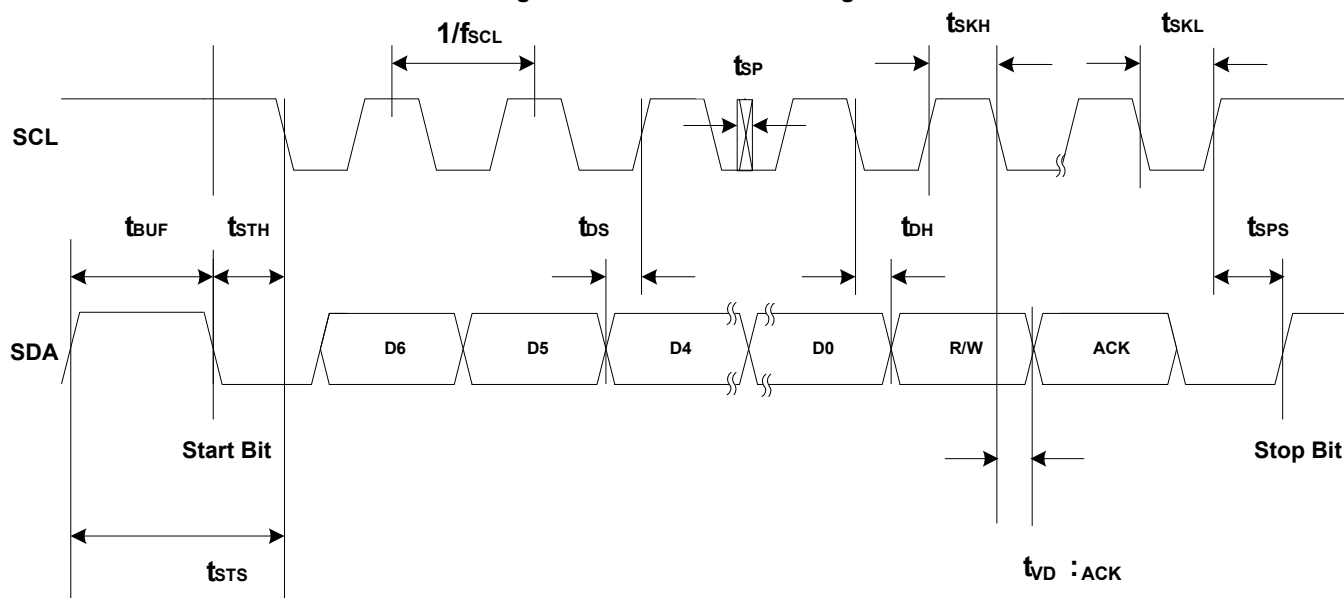 1/fSCL
tSKH
tSKL
tSP
SCL
tBUF
tSTH
tDS
tDH
tSPS
SDA
D6
D5
D4
D0
R/W
ACK
Start Bit
Stop Bit
tSTS
tVD :ACK